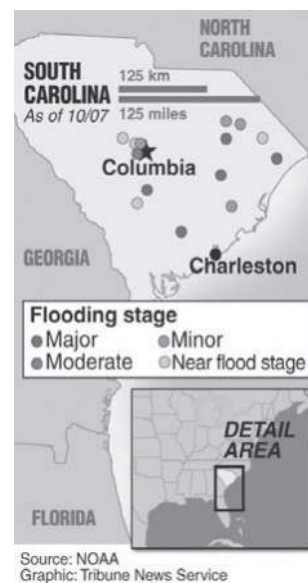 NORTH
CAROLINA
SOUTH
CAROLINA
As of 10/07
125 km
125 miles
Columbia
GEORGIA
Charleston
Flooding stage
Major
Minor
Moderate
Near flood stage
DETAIL
AREA
FLORIDA
Source: NOAA
Graphic: Tribune News Service